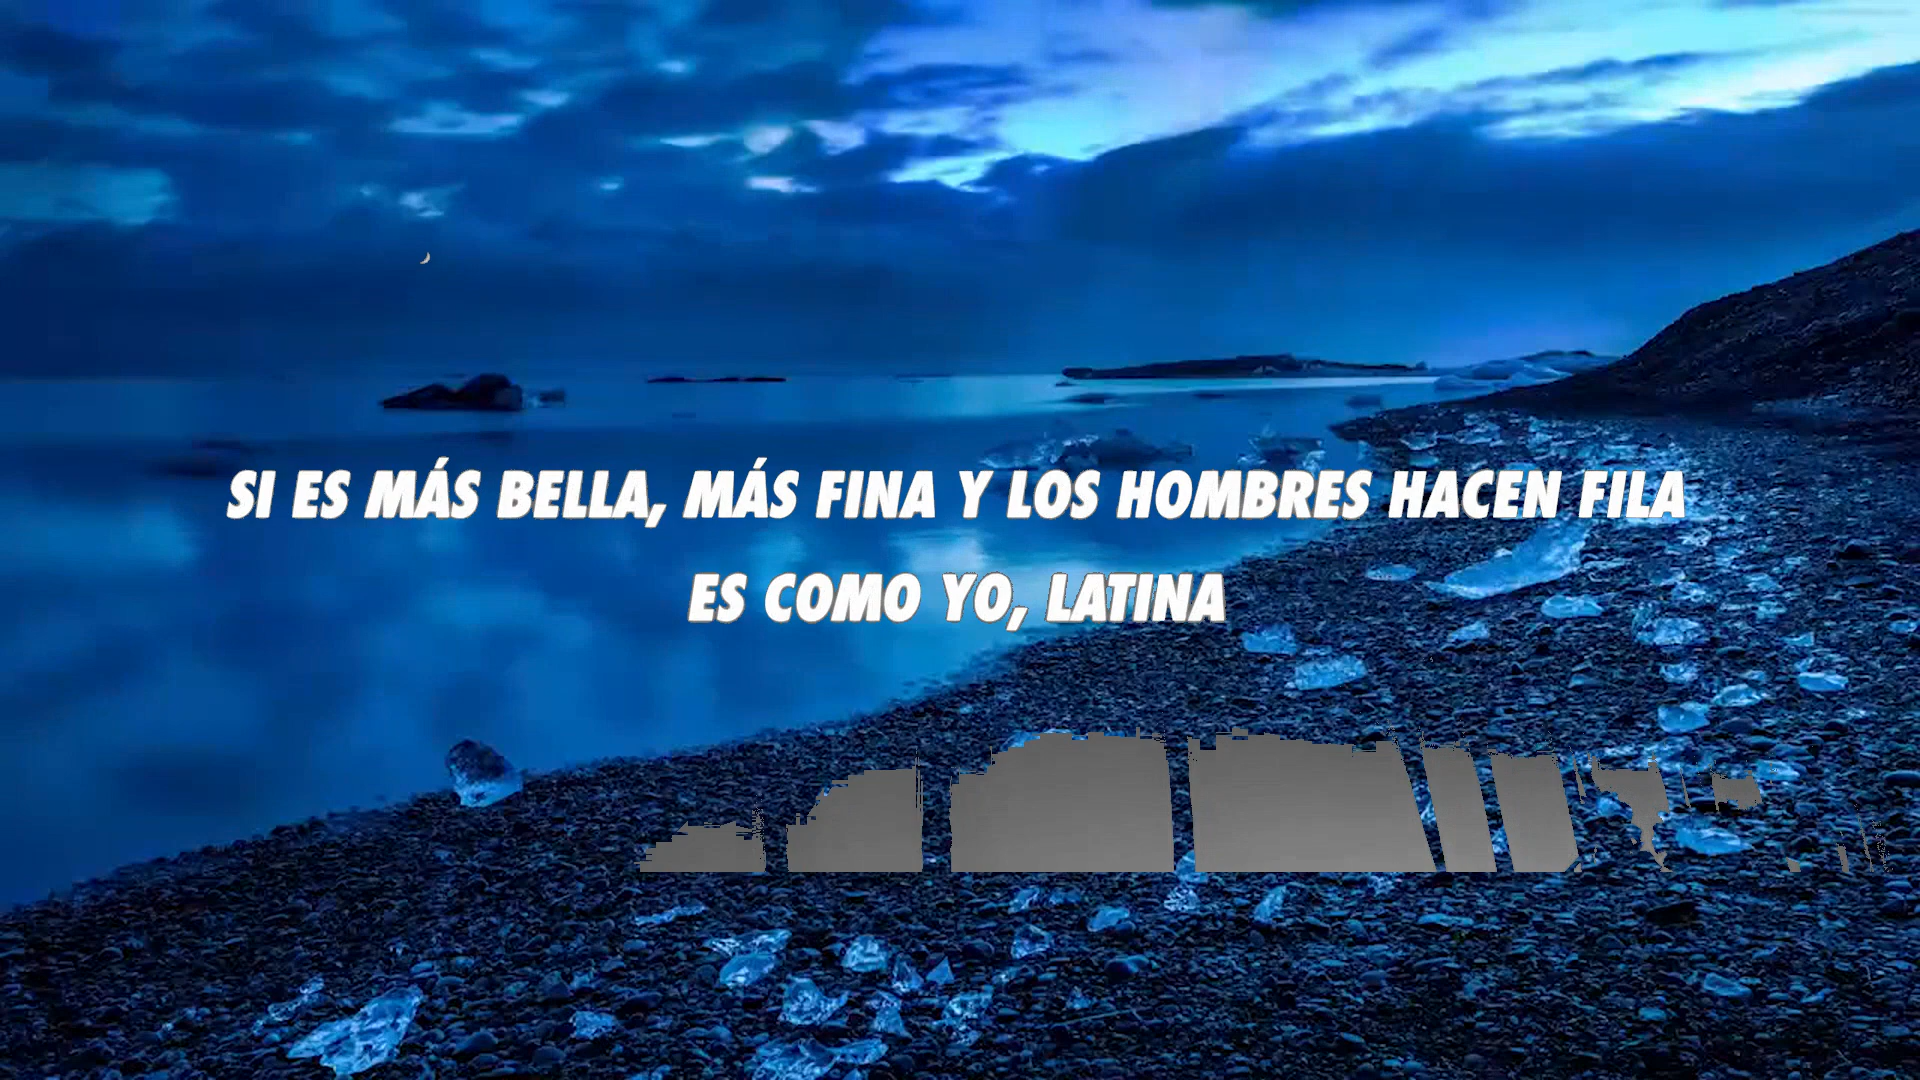 SI ES MÁS BELLA, MÁS FINA Y LOS HOMBRES HACEN FILA
ES COMO YO, LATINA